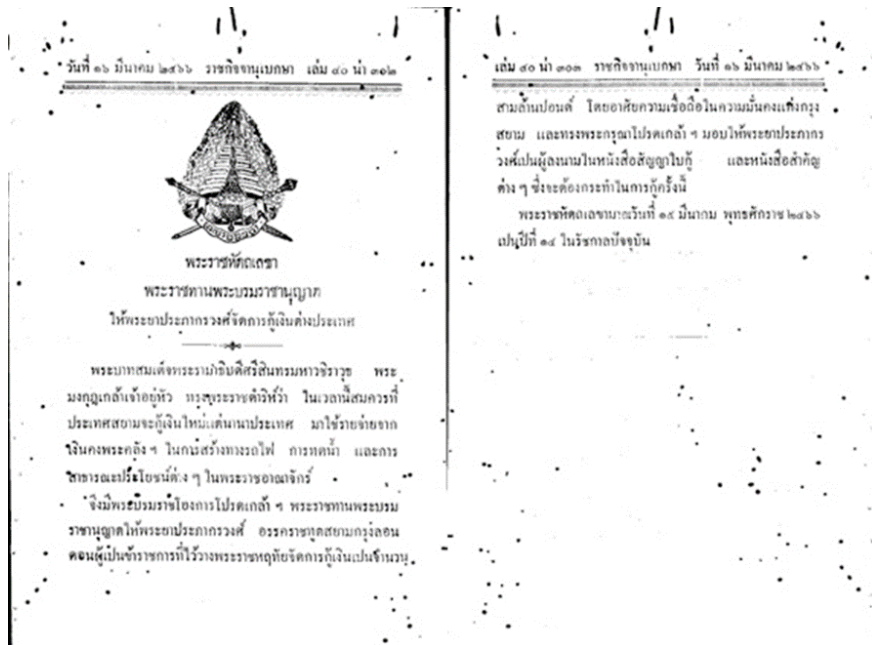 วันที่ ๑๖ มีนาคม ๒๔๖๖ ราชกิจจานุเบกษา เล่ม ๔๐ น่า ๓๐๒
พระราชหัตถเลขา
พระราชทานพระบรมราชานุญาต
ให้พระยาประภากรวงศ์จัดการกู้เงินต่างประเทศ
พระบาทสมเด็จพระรามาธิบดีศรีสินทรมหาวชิราวุธ พระ
มงกุฎเกล้าเจ้าอยู่หัว ทรงพระราชดำริห์ว่า ในเวลานี้สมควรที่
ประเทศสยามจะกู้เงินใหม่แต่นานาประเทศ มาใช้รายจ่ายจาก
เงินคงพระคลัง ฯ ในการสร้างทางรถไฟ การทดน้ำ และการ
สาธารณะประโยชน์ต่าง ๆ ในพระราชอาณาจักร์
จึงมีพระบรมราชโองการโปรดเกล้า ฯ พระราชทานพระบรม
ราชานุญาตให้พระยาประภากรวงศ์ อรรคราชทูตสยามกรุงลอน
ดอนผู้เปนข้าราชการที่ไว้วางพระราชหฤทัยจัดการกู้เงินเปนจำนวน
เล่ม ๔๐ น่า ๓๐๓ ราชกิจจานุเบกษา วันที่ ๑๖ มีนาคม ๒๔๖๖
สามล้านปอนด์ โดยอาศัยความเชื่อถือในความมั่นคงแห่งกรุง
สยาม และทรงพระกรุณาโปรดเกล้า ฯ มอบให้พระยาประภากร
วงศ์เปนผู้ลงนามในหนังสือสัญญาใบกู้ และหนังสือสำคัญ
ต่าง ๆ ซึ่งจะต้องกระทำในการกู้ครั้งนี้
พระราชหัตถเลขามาณวันที่ ๑๕ มีนาคม พุทธศักราช ๒๔๖๖
เปนปีที่ ๑๔ ในรัชกาลปัจจุบัน